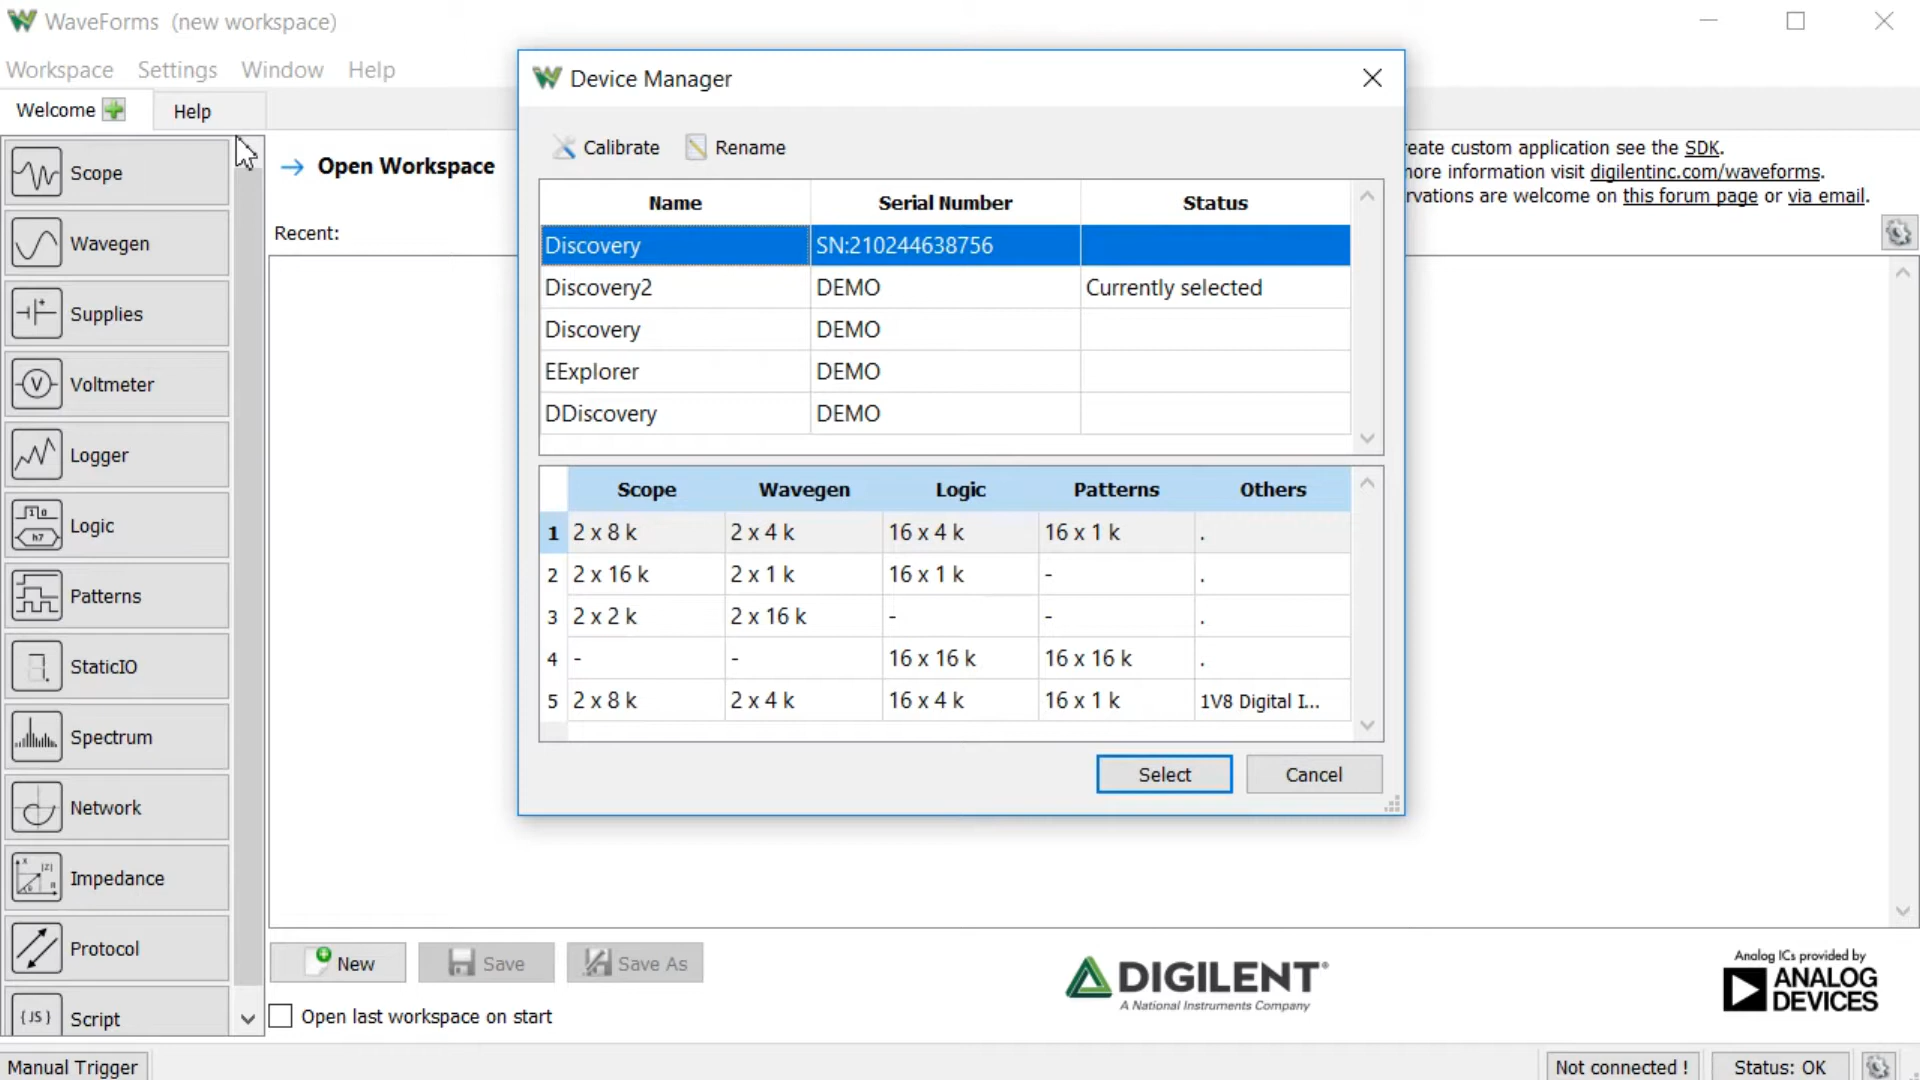 WaveForms (new workspace)
Workspace Settings Window Help
Welcome Help
Scope
Wavegen
Supplies
Voltmeter
Logger
Logic
Patterns
StaticIO
Spectrum
Network
Impedance
Protocol
Script
Open Workspace
Recent:
eate custom application see the SDK.
ore information visit digilentinc.com/waveforms.
rvations are welcome on this forum page or via email.
Device Manager
Calibrate Rename
Name Serial Number Status
Discovery SN:210244638756
Discovery2 DEMO Currently selected
Discovery DEMO
EExplorer DEMO
DDiscovery DEMO
Scope Wavegen Logic Patterns Others
1 2 x 8 k 2 x 4 k 16 x 4 k 16 x 1 k .
2 2 x 16 k 2 x 1 k 16 x 1 k - .
3 2 x 2 k 2 x 16 k - - .
4 - - 16 x 16 k 16 x 16 k .
5 2 x 8 k 2 x 4 k 16 x 4 k 16 x 1 k 1V8 Digital I...
Select Cancel
New Save Save As
Open last workspace on start
DIGILENT
A National Instruments Company
Analog ICs provided by
ANALOG
DEVICES
Manual Trigger Not connected ! Status: OK